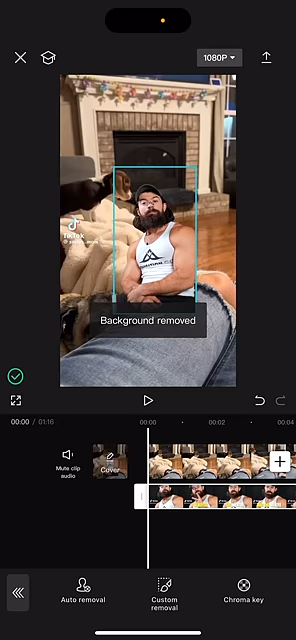 1080P
TikTok
Background removed
00:00 / 01:16
00:00
00:02
00:04
Mute clip
audio
Cover
Auto removal
Custom
removal
Chroma key